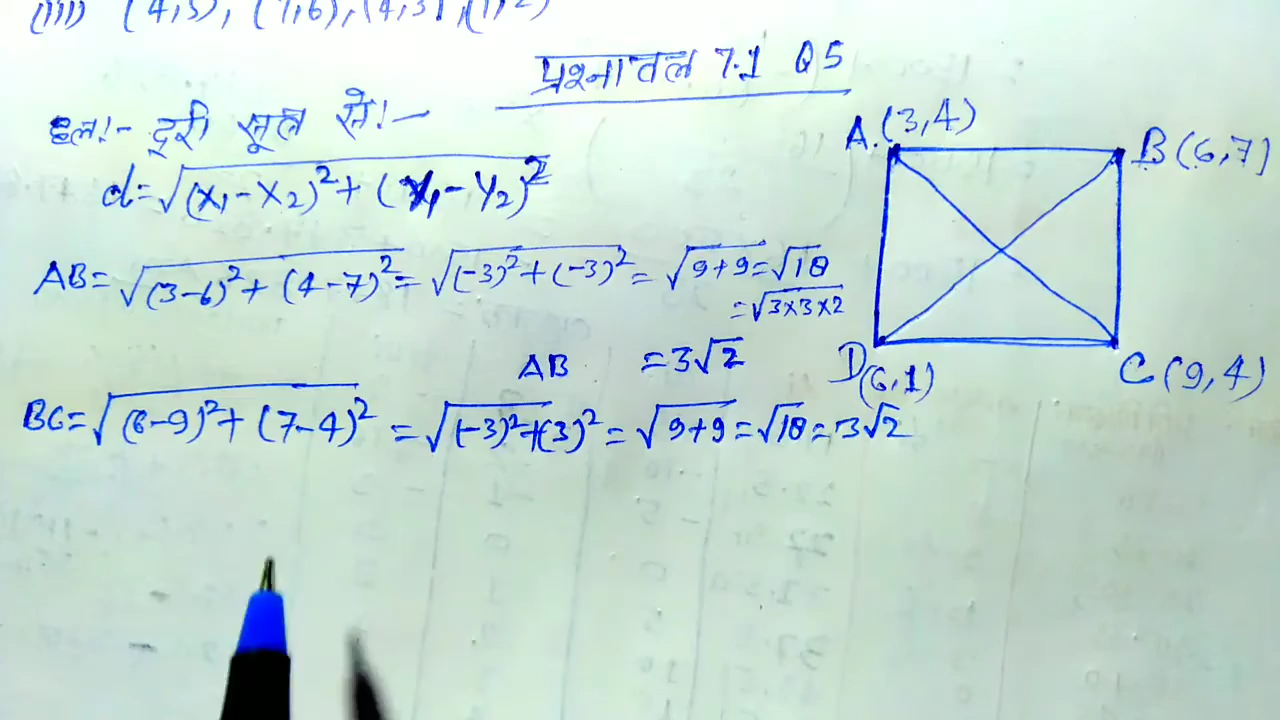 (iii) (4,5), (7,6), (4,3), (1,2)
प्रश्नावल 7.1 Q5
हल:- दूरी सूत्र से:-
d=√(x₁-x₂)²+(y₁-y₂)²
A.(3,4)
B(6,7)
AB=√(3-6)²+(4-7)²=√(-3)²+(-3)²=√9+9=√18
=√3×3×2
AB =3√2
D(6,1)
C(9,4)
BC=√(6-9)²+(7-4)²=√(-3)²+(3)²=√9+9=√18=3√2